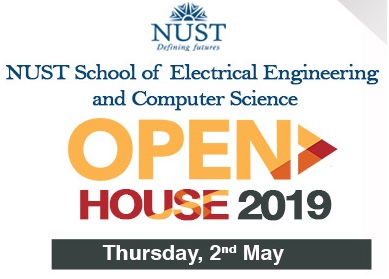 NUST
Defining futures
NUST School of Electrical Engineering
and Computer Science
OPEN
HOUSE 2019
Thursday, 2nd May